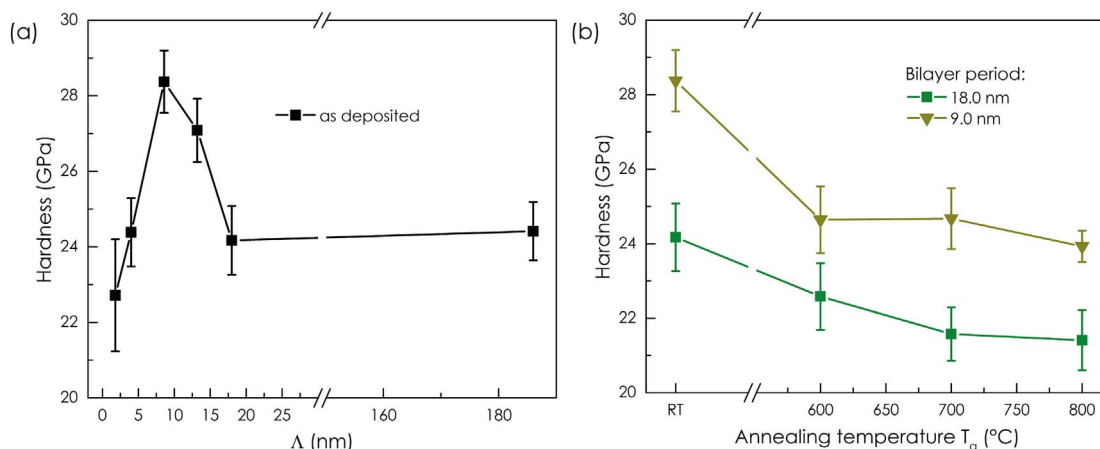 (a)
30
28
26
24
22
20
Hardness (GPa)
as deposited
0 5 10 15 20 25 160 180
Λ (nm)
(b)
30
28
26
24
22
20
Hardness (GPa)
Bilayer period:
18.0 nm
9.0 nm
RT 600 650 700 750 800
Annealing temperature Ta (°C)